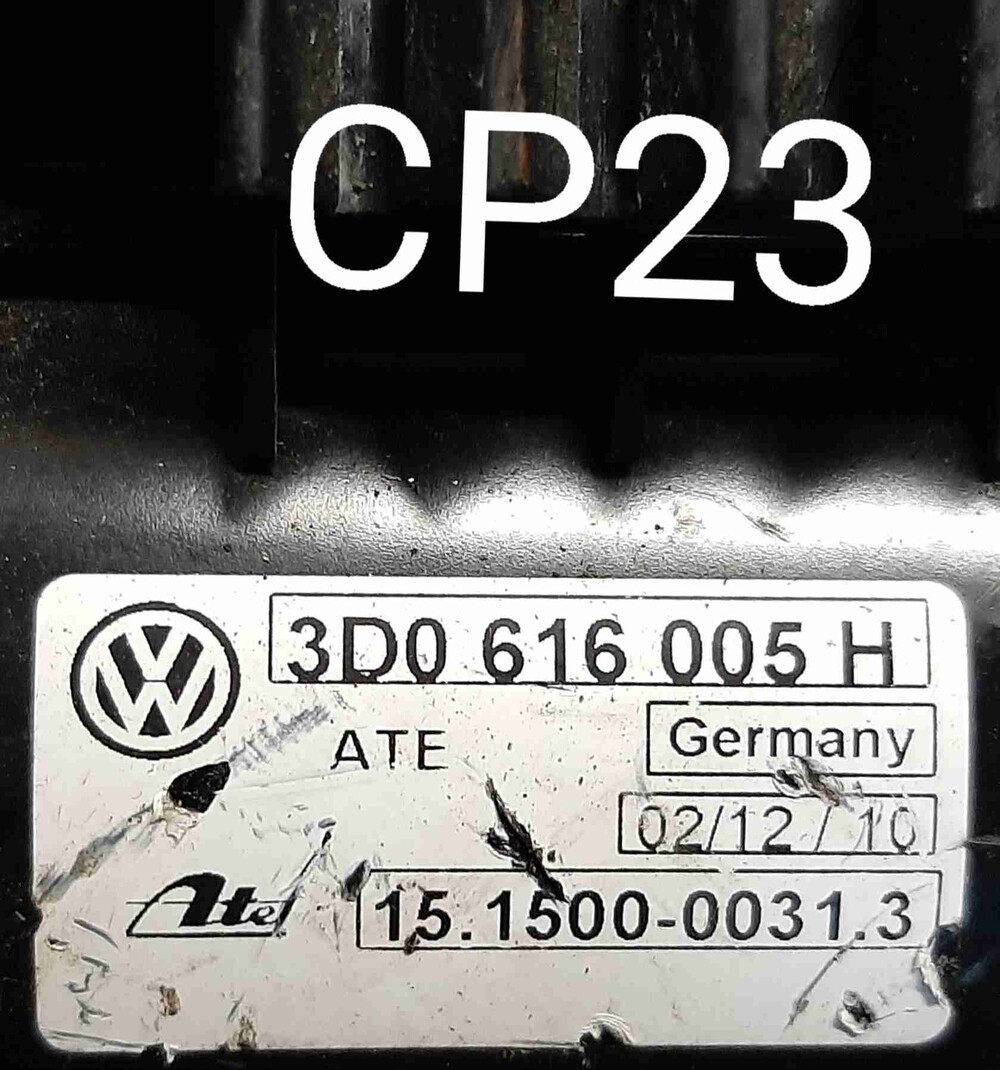 CP23
3D0 616 005 H
ATE
Germany
02/12/10
Ate
15.1500-0031.3